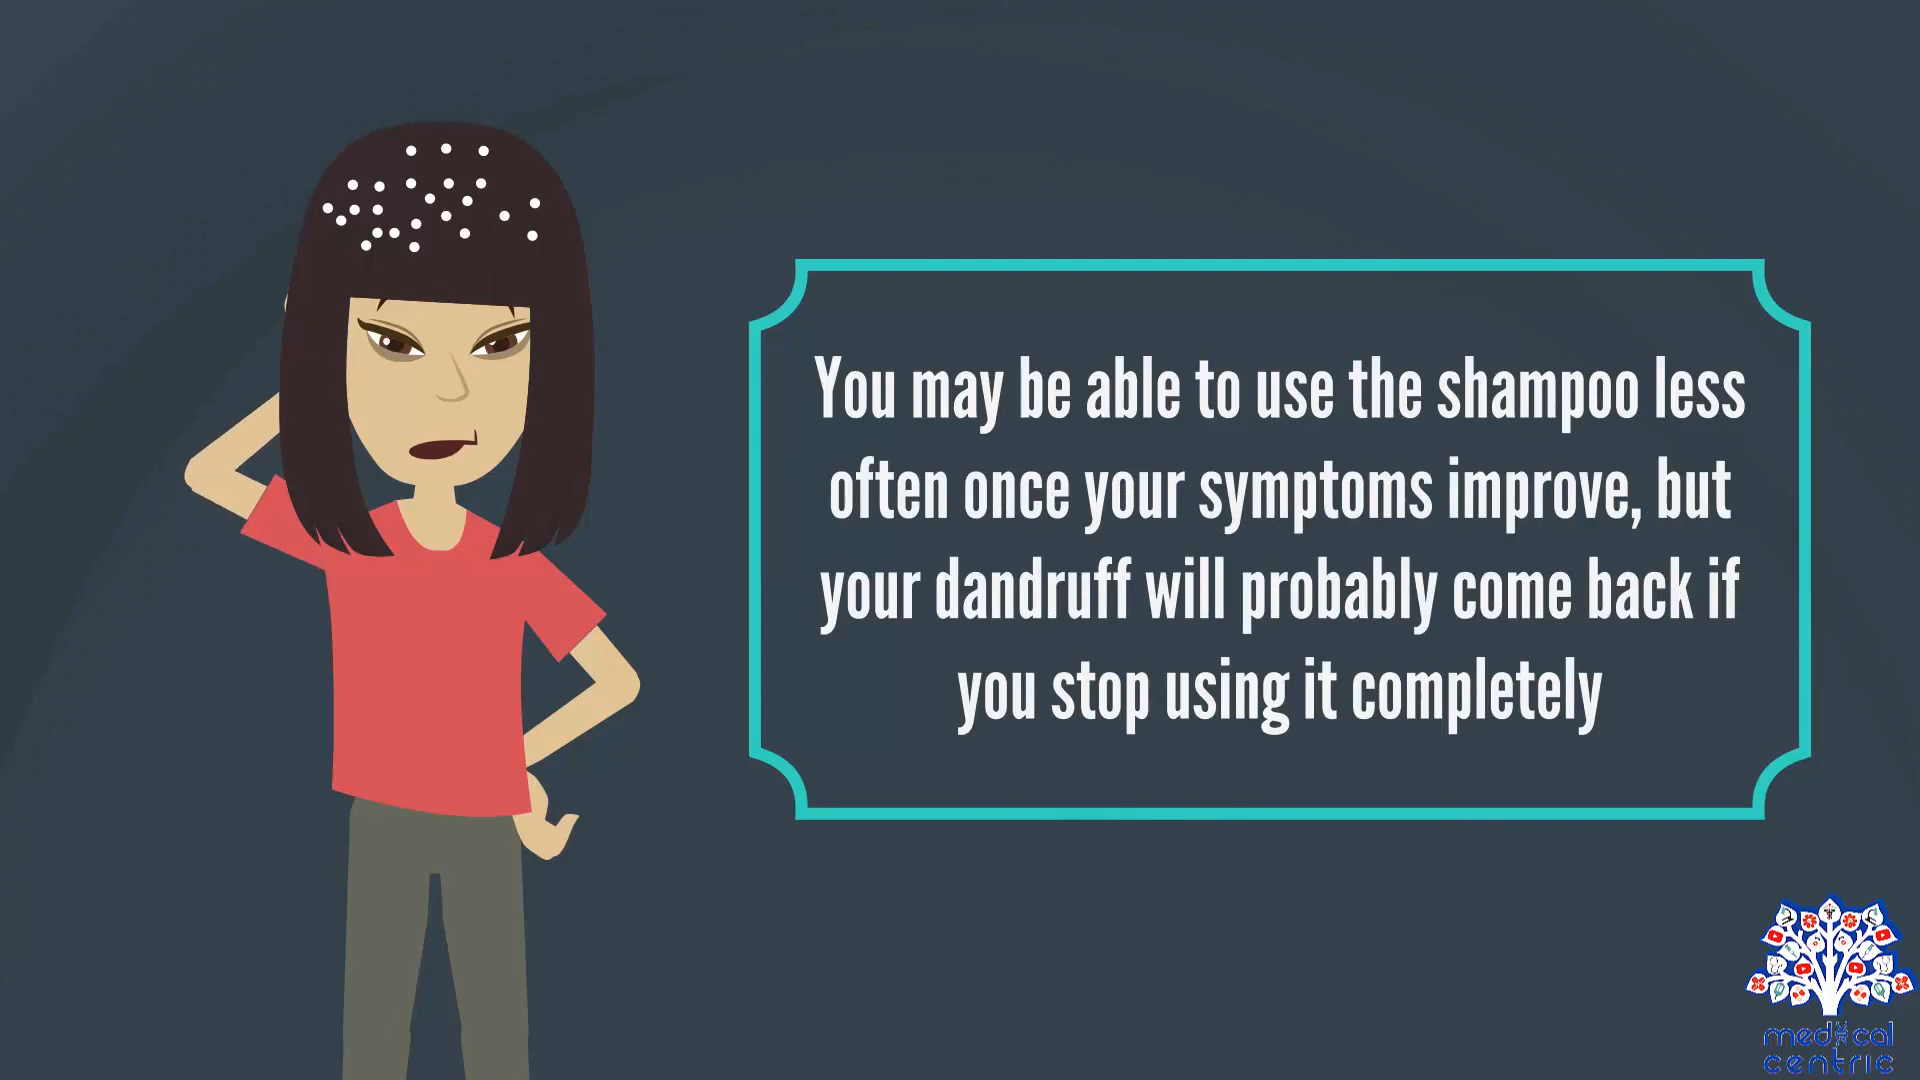 You may be able to use the shampoo less
often once your symptoms improve, but
your dandruff will probably come back if
you stop using it completely
medical
centric